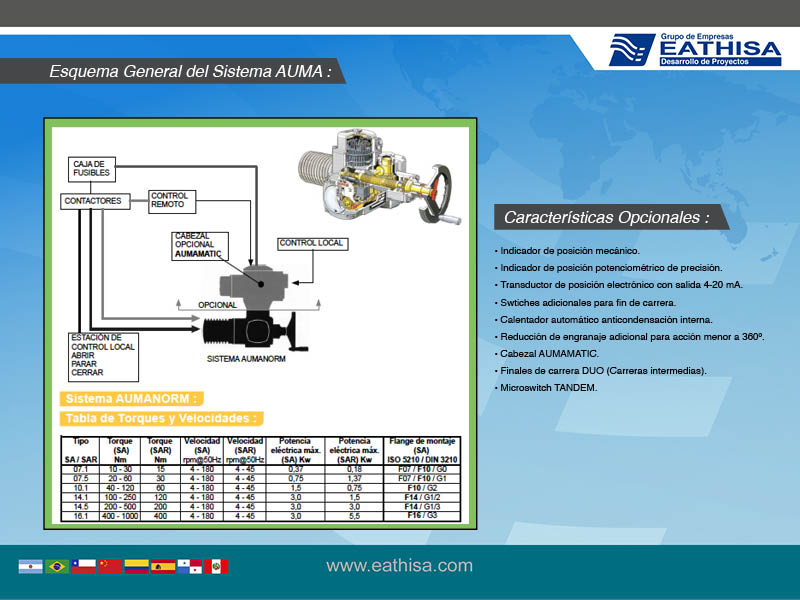 Grupo de Empresas
EATHISA
Desarrollo de Proyectos
Esquema General del Sistema AUMA :
CAJA DE
FUSIBLES
CONTACTORES
CONTROL
REMOTO
CABEZAL
OPCIONAL
AUMAMATIC
CONTROL LOCAL
OPCIONAL
ESTACION DE
CONTROL LOCAL
ABRIR
PARAR
CERRAR
SISTEMA AUMANORM
Sistema AUMANORM :
Tabla de Torques y Velocidades :
Tipo Torque Torque Velocidad Velocidad Potencia Potencia Flange de montaje
(SA) (SAR) (SA) (SAR) eléctrica máx. eléctrica máx. (SA)
SA / SAR Nm Nm rpm@50Hz rpm@50Hz (SA) Kw (SAR) Kw ISO 5210 / DIN 3210
07.1 10 - 30 15 4 - 180 4 - 45 0,37 0,18 F07 / F10 / G0
07.5 20 - 60 30 4 - 180 4 - 45 0,75 1,37 F07 / F10 / G1
10.1 40 - 120 60 4 - 180 4 - 45 1,5 0,75 F10 / G2
14.1 100 - 250 120 4 - 180 4 - 45 3,0 1,5 F14 / G1/2
14.5 200 - 500 200 4 - 180 4 - 45 3,0 3,0 F14 / G1/3
16.1 400 - 1000 400 4 - 180 4 - 45 3,0 5,5 F16 / G3
Características Opcionales :
• Indicador de posición mecánico.
• Indicador de posición potenciométrico de precisión.
• Transductor de posición electrónico con salida 4-20 mA.
• Swtiches adicionales para fin de carrera.
• Calentador automático anticondensación interna.
• Reducción de engranaje adicional para acción menor a 360º.
• Cabezal AUMAMATIC.
• Finales de carrera DUO (Carreras intermedias).
• Microswitch TANDEM.
www.eathisa.com